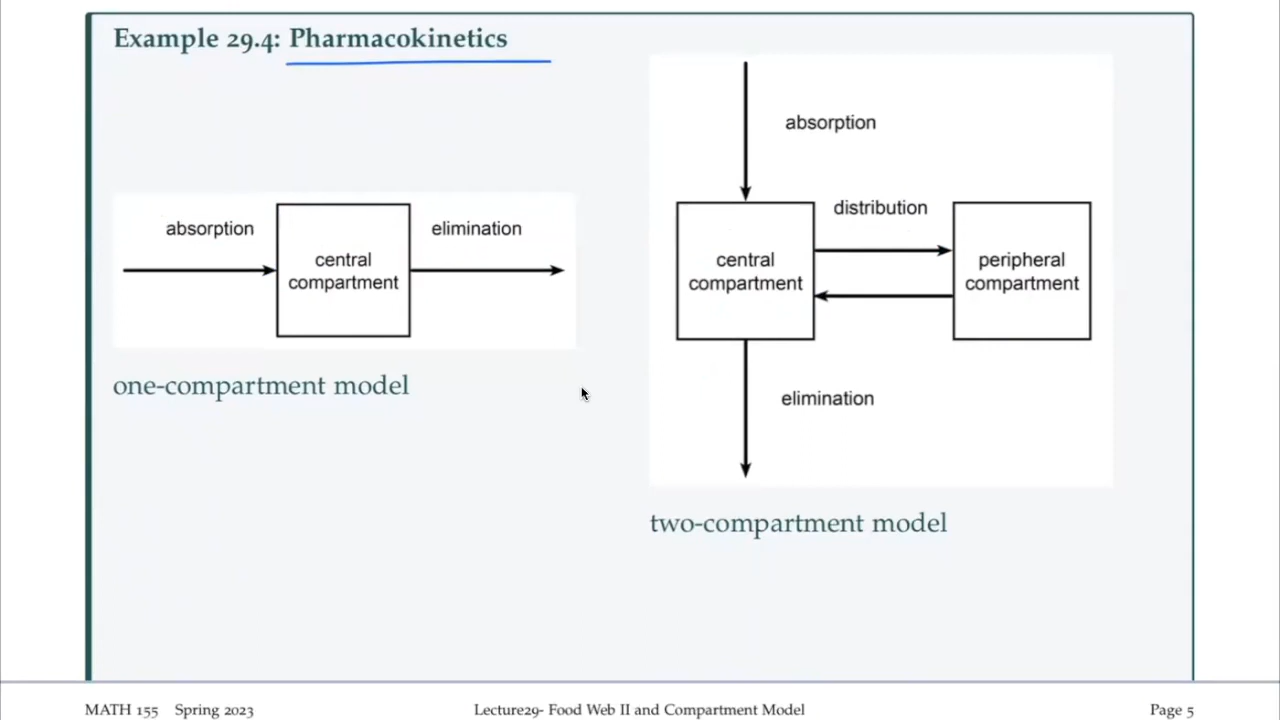 Example 29.4: Pharmacokinetics
absorption
central
compartment
elimination
one-compartment model
absorption
distribution
central
compartment
peripheral
compartment
elimination
two-compartment model
MATH 155 Spring 2023
Lecture29- Food Web II and Compartment Model
Page 5